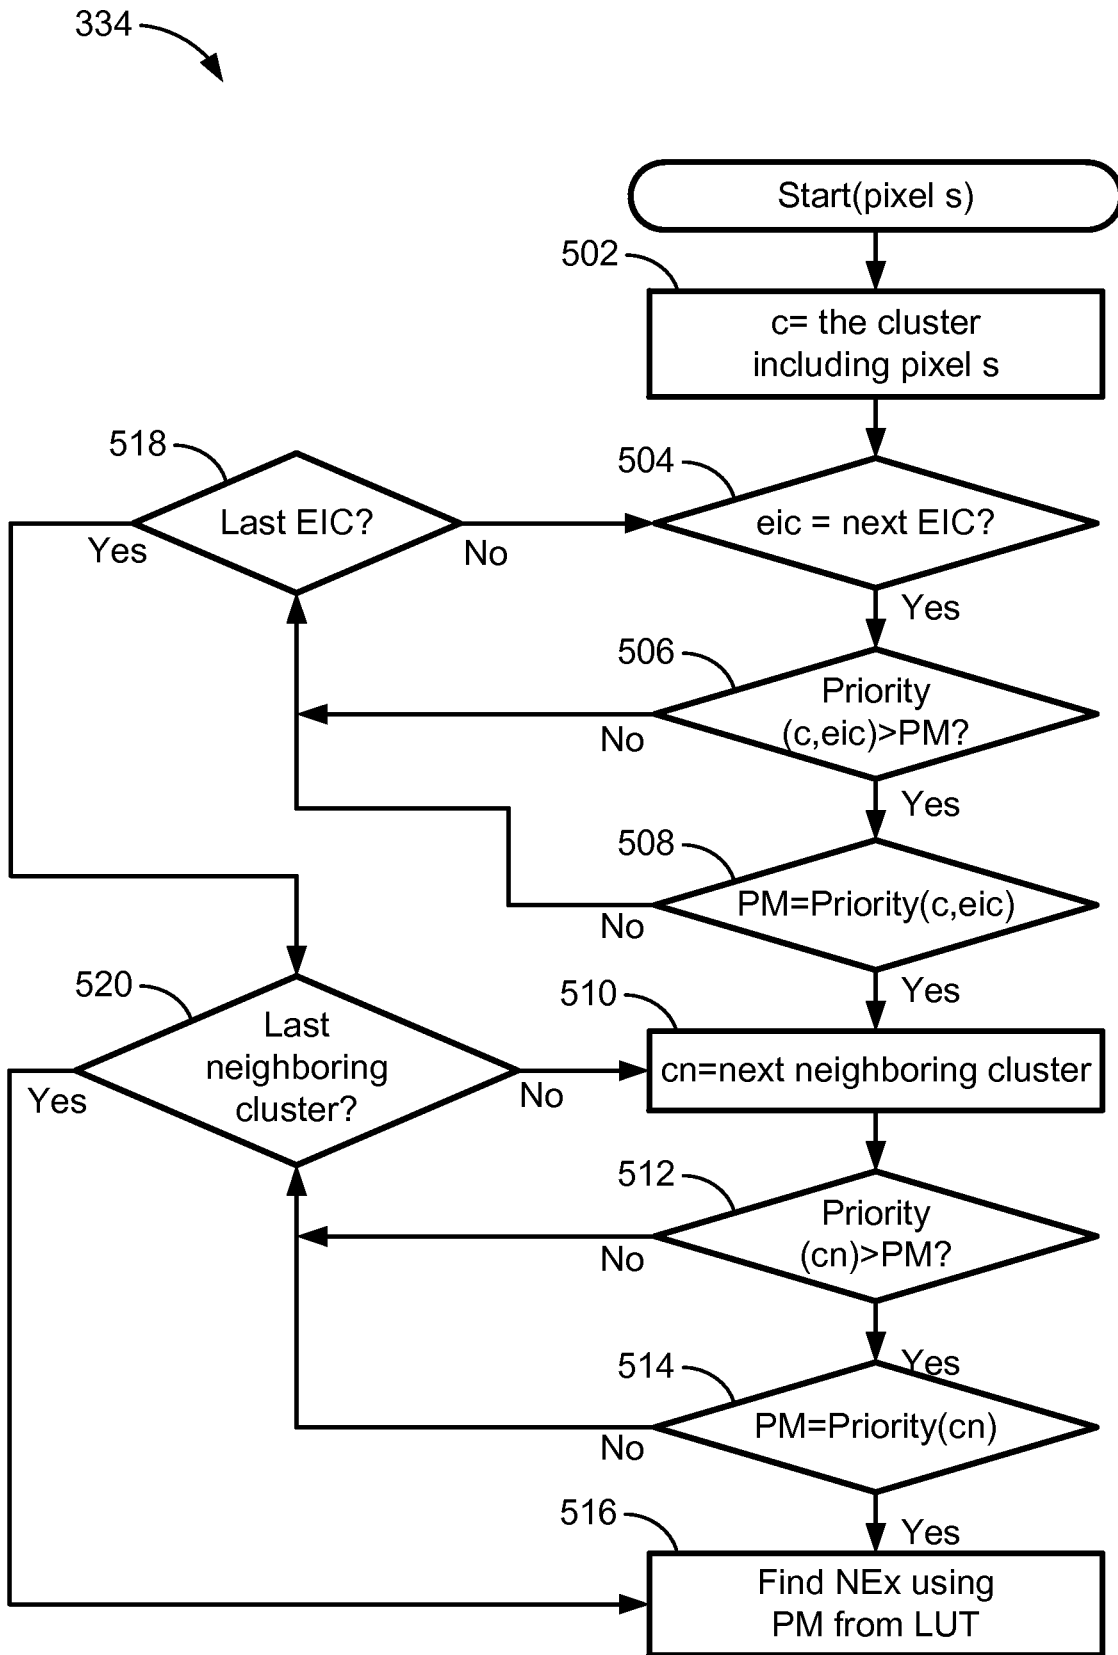 334
Start(pixel s)
502
c= the cluster
including pixel s
518
Last EIC?
Yes
No
504
eic = next EIC?
Yes
506
Priority
(c,eic)>PM?
No
Yes
508
PM=Priority(c,eic)
No
Yes
520
Last
neighboring
cluster?
Yes
No
510
cn=next neighboring cluster
512
Priority
(cn)>PM?
No
Yes
514
PM=Priority(cn)
No
Yes
516
Find NEx using
PM from LUT